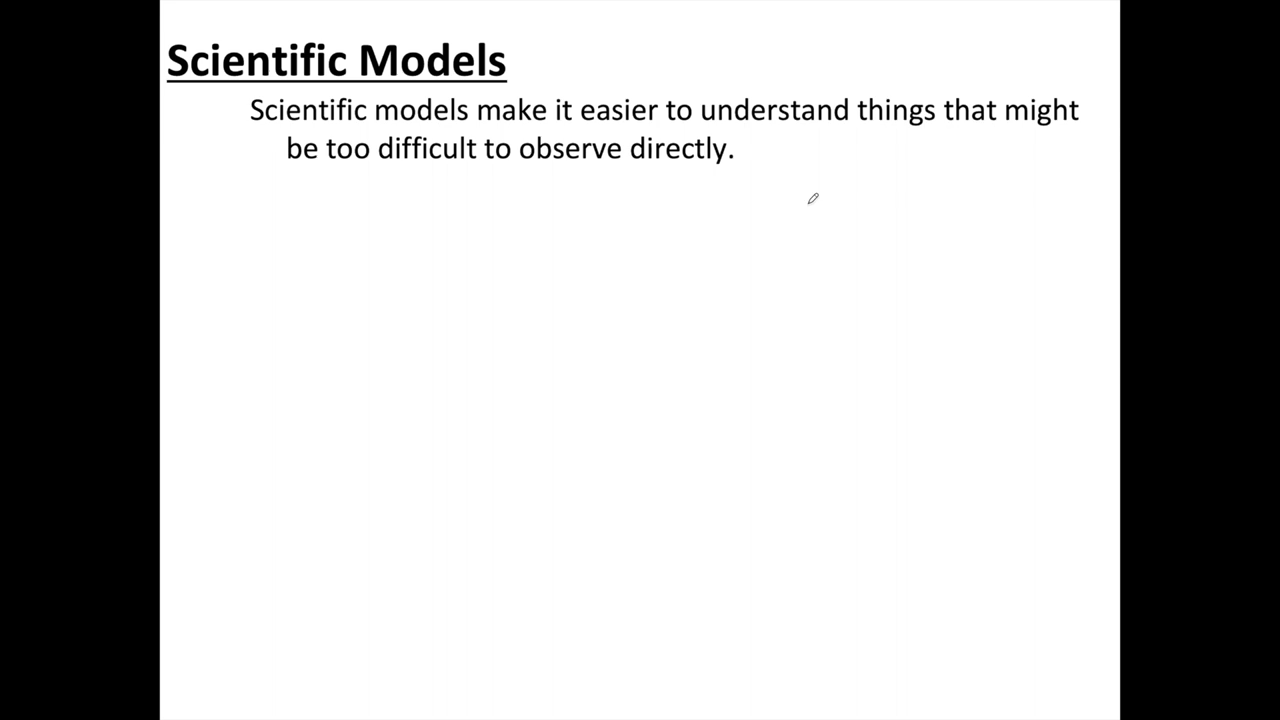 Scientific Models
Scientific models make it easier to understand things that might
be too difficult to observe directly.